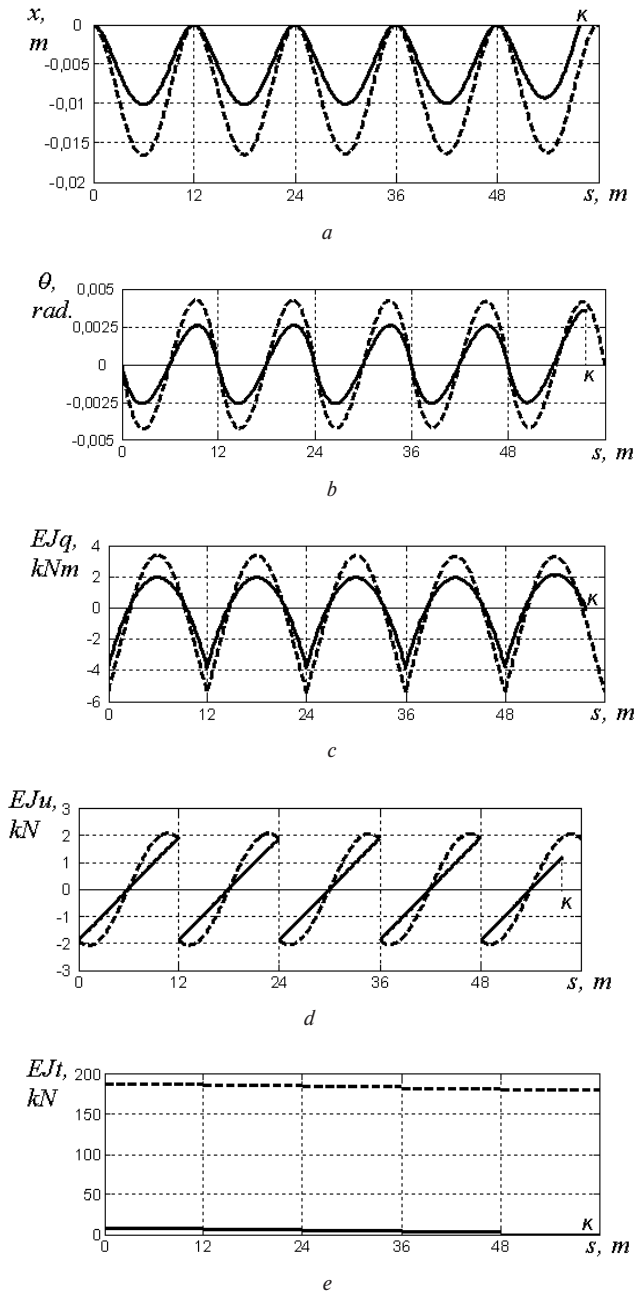 x,
m
0
-0,005
-0,01
-0,015
-0,02
K
0 12 24 36 48 s, m
a
θ,
rad.
0,005
0,0025
0
-0,0025
-0,005
K
0 12 24 36 48 s, m
b
EJq,
kNm
4
2
0
-2
-4
-6
K
0 12 24 36 48 s, m
c
EJu,
kN
3
2
1
0
-1
-2
-3
K
0 12 24 36 48 s, m
d
EJt,
kN
200
150
100
50
0
K
0 12 24 36 48 s, m
e